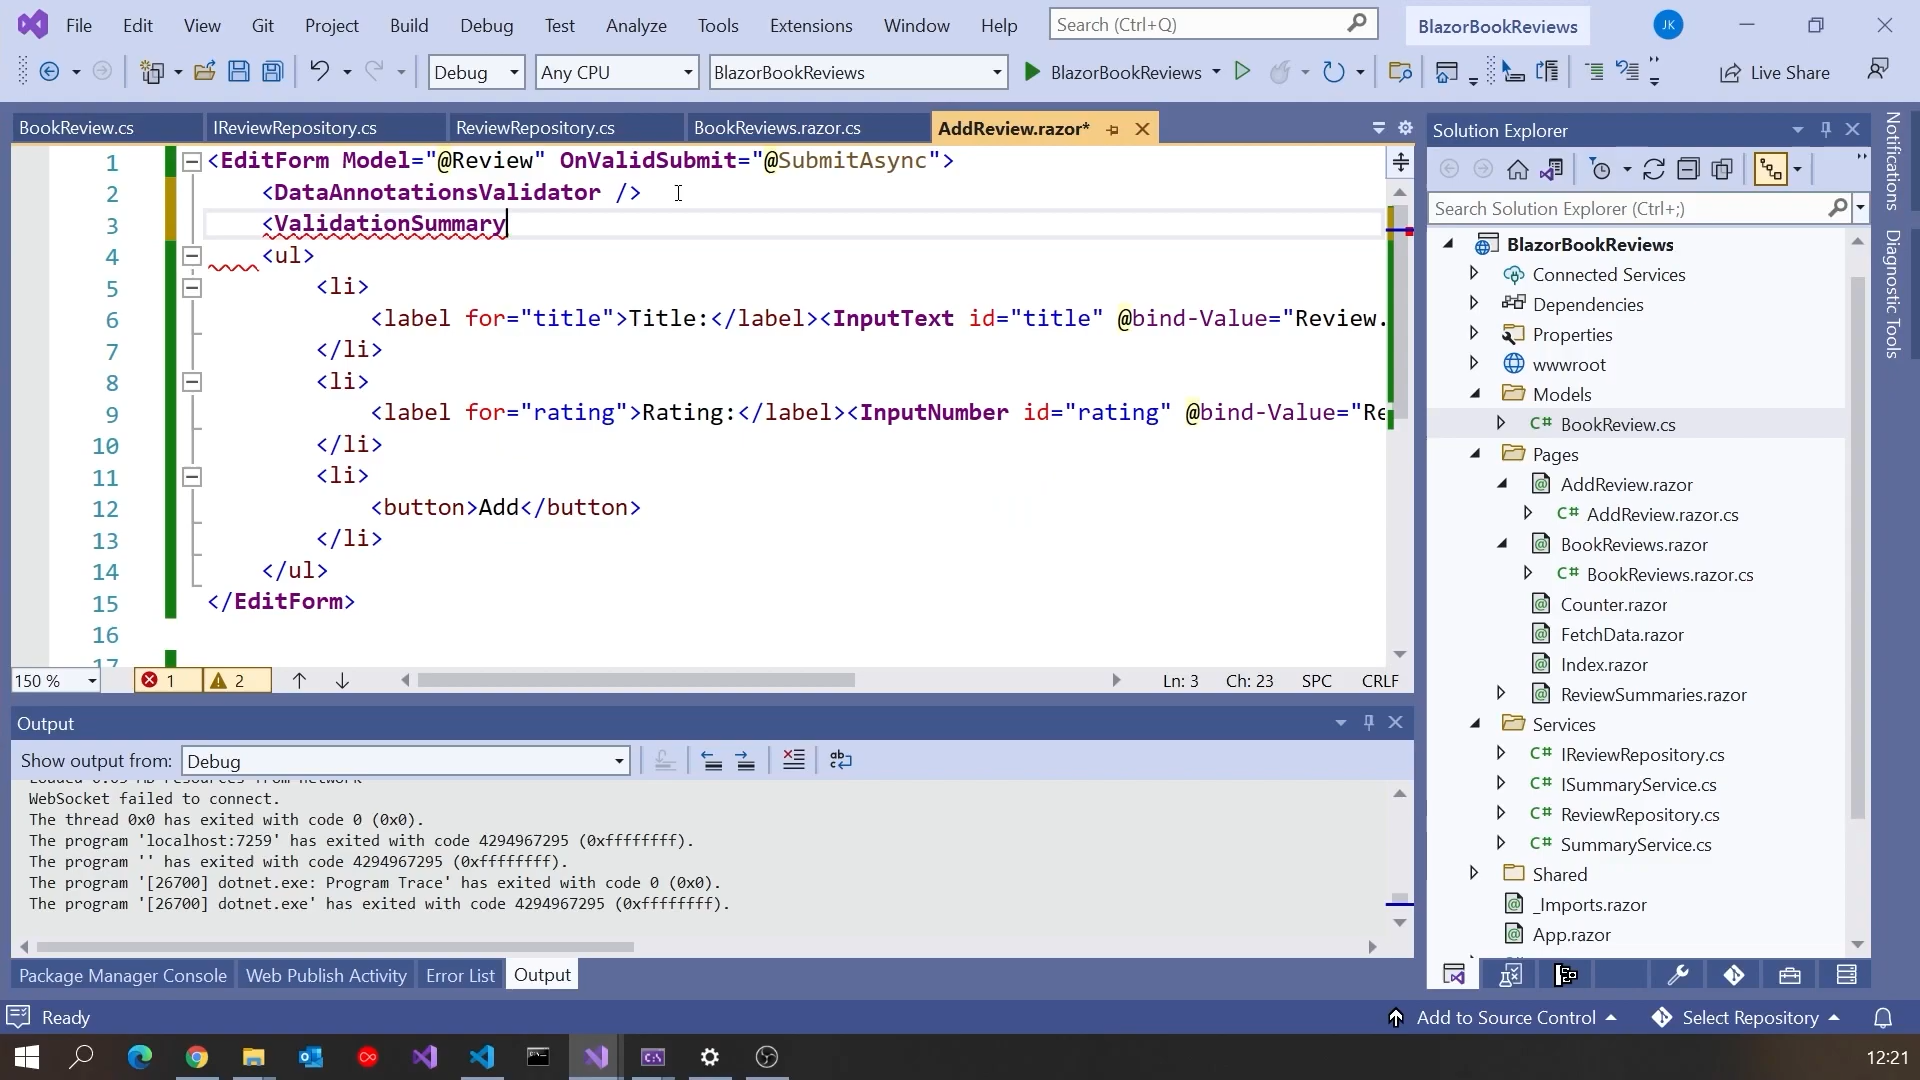 File Edit View Git Project Build Debug Test Analyze Tools Extensions Window Help Search (Ctrl+Q) BlazorBookReviews JK
Debug Any CPU BlazorBookReviews BlazorBookReviews Live Share
BookReview.cs IReviewRepository.cs ReviewRepository.cs BookReviews.razor.cs AddReview.razor*
1 <EditForm Model="@Review" OnValidSubmit="@SubmitAsync">
2 <DataAnnotationsValidator />
3 <ValidationSummary
4 <ul>
5 <li>
6 <label for="title">Title:</label><InputText id="title" @bind-Value="Review.
7 </li>
8 <li>
9 <label for="rating">Rating:</label><InputNumber id="rating" @bind-Value="Re
10 </li>
11 <li>
12 <button>Add</button>
13 </li>
14 </ul>
15 </EditForm>
16
17
150 % 1 2 Ln: 3 Ch: 23 SPC CRLF
Output
Show output from: Debug
WebSocket failed to connect.
The thread 0x0 has exited with code 0 (0x0).
The program 'localhost:7259' has exited with code 4294967295 (0xffffffff).
The program '' has exited with code 4294967295 (0xffffffff).
The program '[26700] dotnet.exe: Program Trace' has exited with code 0 (0x0).
The program '[26700] dotnet.exe' has exited with code 4294967295 (0xffffffff).
Package Manager Console Web Publish Activity Error List Output
Solution Explorer
Search Solution Explorer (Ctrl+;)
BlazorBookReviews
Connected Services
Dependencies
Properties
wwwroot
Models
C# BookReview.cs
Pages
AddReview.razor
C# AddReview.razor.cs
BookReviews.razor
C# BookReviews.razor.cs
Counter.razor
FetchData.razor
Index.razor
ReviewSummaries.razor
Services
C# IReviewRepository.cs
C# ISummaryService.cs
C# ReviewRepository.cs
C# SummaryService.cs
Shared
_Imports.razor
App.razor
Notifications
Diagnostic Tools
Ready Add to Source Control Select Repository
12:21